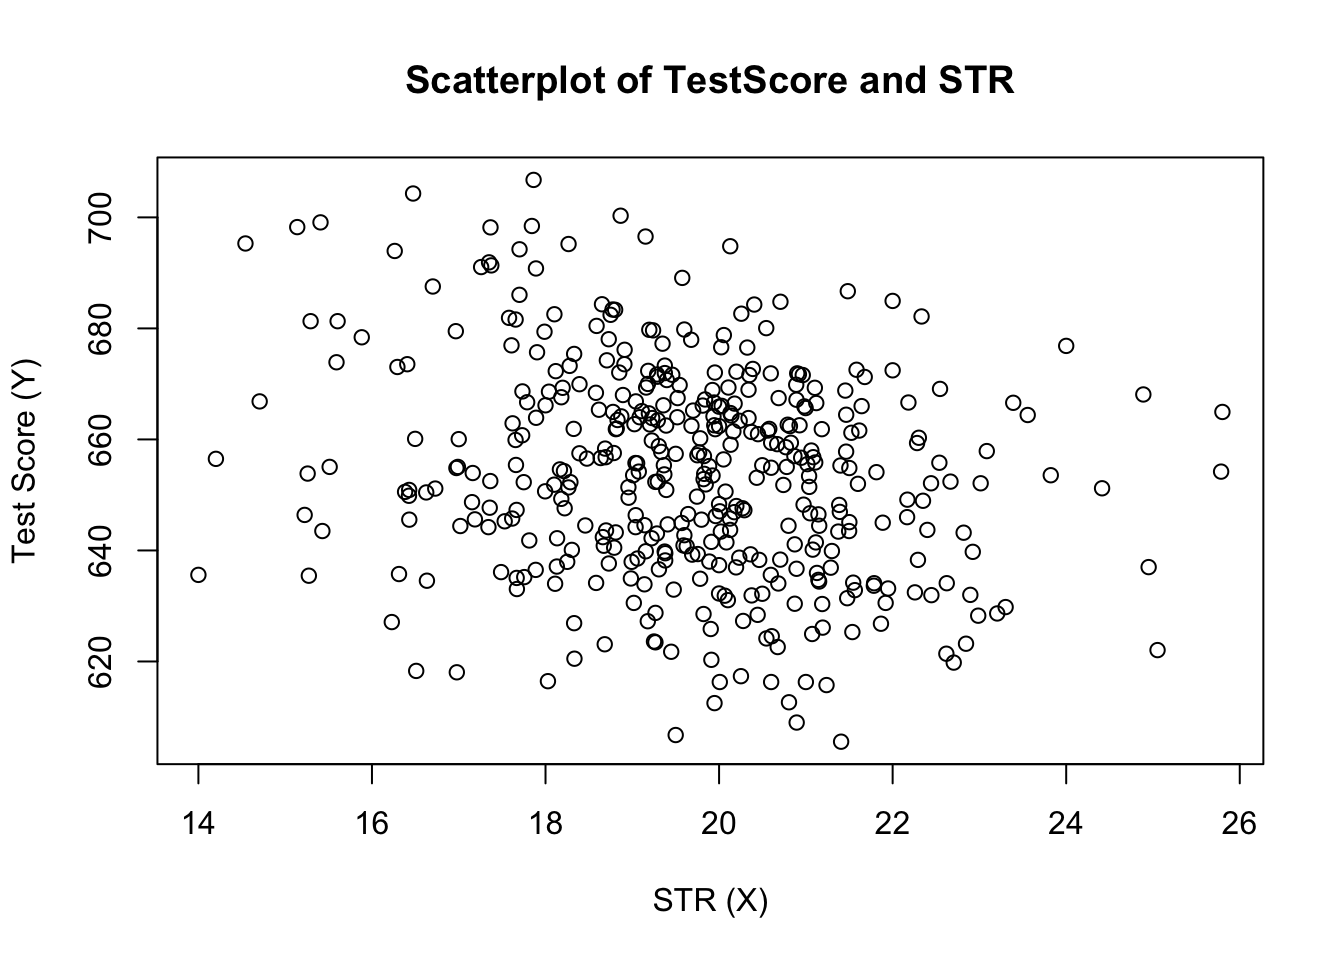 Scatterplot of TestScore and STR
Test Score (Y)
700
680
660
640
620
14 16 18 20 22 24 26
STR (X)